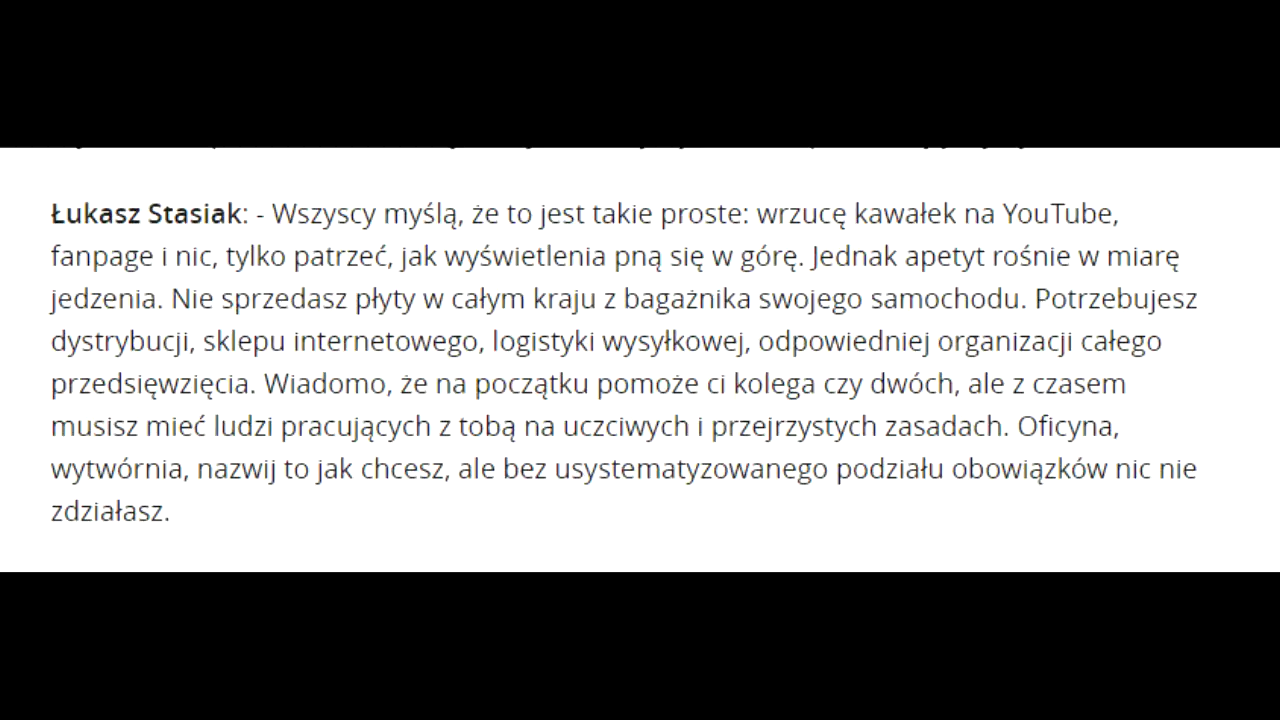 Łukasz Stasiak: - Wszyscy myślą, że to jest takie proste: wrzucę kawałek na YouTube,
fanpage i nic, tylko patrzeć, jak wyświetlenia pną się w górę. Jednak apetyt rośnie w miarę
jedzenia. Nie sprzedasz płyty w całym kraju z bagażnika swojego samochodu. Potrzebujesz
dystrybucji, sklepu internetowego, logistyki wysyłkowej, odpowiedniej organizacji całego
przedsięwzięcia. Wiadomo, że na początku pomoże ci kolega czy dwóch, ale z czasem
musisz mieć ludzi pracujących z tobą na uczciwych i przejrzystych zasadach. Oficyna,
wytwórnia, nazwij to jak chcesz, ale bez usystematyzowanego podziału obowiązków nic nie
zdziałasz.